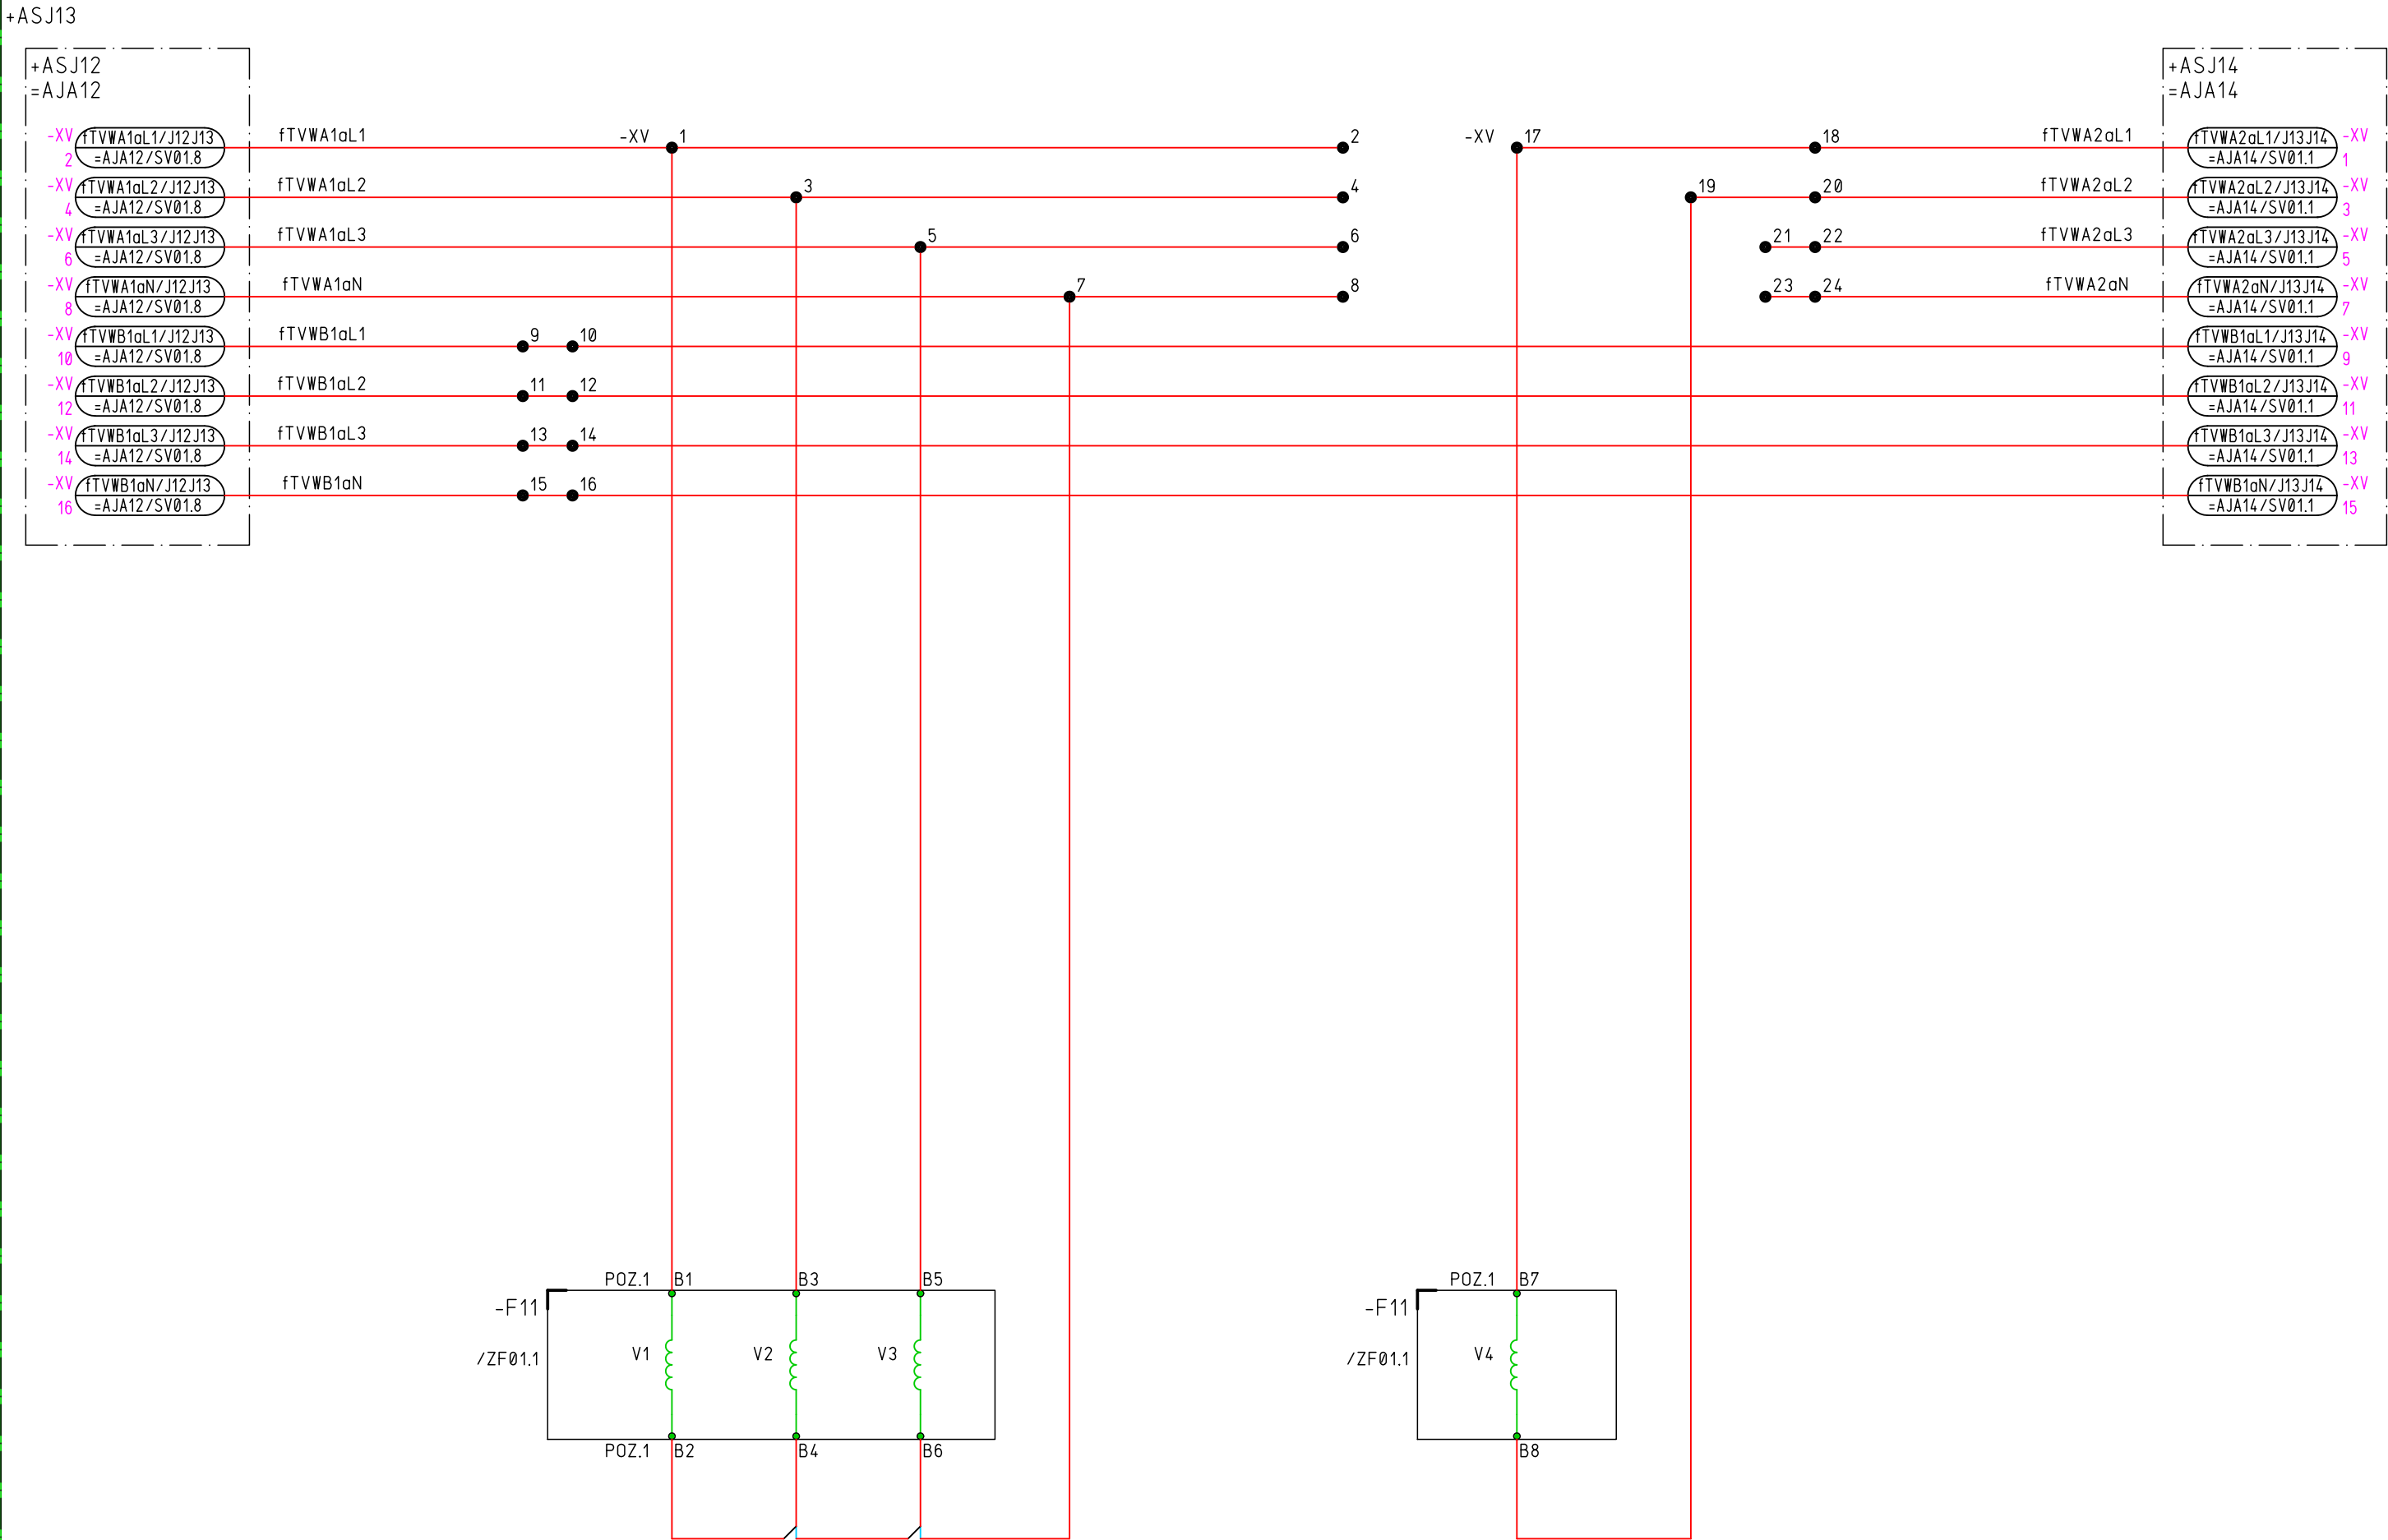 +ASJ13
+ASJ12
=AJA12
+ASJ14
=AJA14
-XV
2
fTVWA1aL1/J12J13
=AJA12/SV01.8
fTVWA1aL1
-XV
1
2
-XV
17
18
fTVWA2aL1
fTVWA2aL1/J13J14
=AJA14/SV01.1
-XV
1
-XV
4
fTVWA1aL2/J12J13
=AJA12/SV01.8
fTVWA1aL2
3
4
19
20
fTVWA2aL2
fTVWA2aL2/J13J14
=AJA14/SV01.1
-XV
3
-XV
6
fTVWA1aL3/J12J13
=AJA12/SV01.8
fTVWA1aL3
5
6
21
22
fTVWA2aL3
fTVWA2aL3/J13J14
=AJA14/SV01.1
-XV
5
-XV
8
fTVWA1aN/J12J13
=AJA12/SV01.8
fTVWA1aN
7
8
23
24
fTVWA2aN
fTVWA2aN/J13J14
=AJA14/SV01.1
-XV
7
-XV
10
fTVWB1aL1/J12J13
=AJA12/SV01.8
fTVWB1aL1
9
10
fTVWB1aL1/J13J14
=AJA14/SV01.1
-XV
9
-XV
12
fTVWB1aL2/J12J13
=AJA12/SV01.8
fTVWB1aL2
11
12
fTVWB1aL2/J13J14
=AJA14/SV01.1
-XV
11
-XV
14
fTVWB1aL3/J12J13
=AJA12/SV01.8
fTVWB1aL3
13
14
fTVWB1aL3/J13J14
=AJA14/SV01.1
-XV
13
-XV
16
fTVWB1aN/J12J13
=AJA12/SV01.8
fTVWB1aN
15
16
fTVWB1aN/J13J14
=AJA14/SV01.1
-XV
15
POZ.1
B1
B3
B5
POZ.1
B7
-F11
-F11
/ZF01.1
V1
V2
V3
/ZF01.1
V4
POZ.1
B2
B4
B6
B8